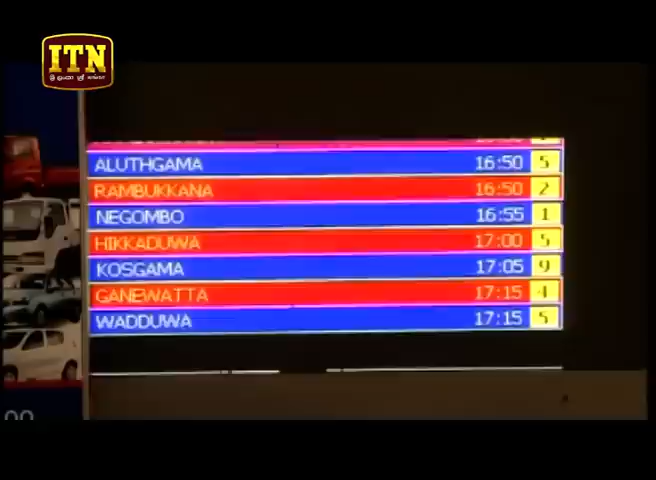 ITN
ALUTHGAMA 16:50 5
RAMBUKKANA 16:50 2
NEGOMBO 16:55 1
HIKKADUWA 17:00 5
KOSGAMA 17:05 9
GANEWATTA 17:15 4
WADDUWA 17:15 5